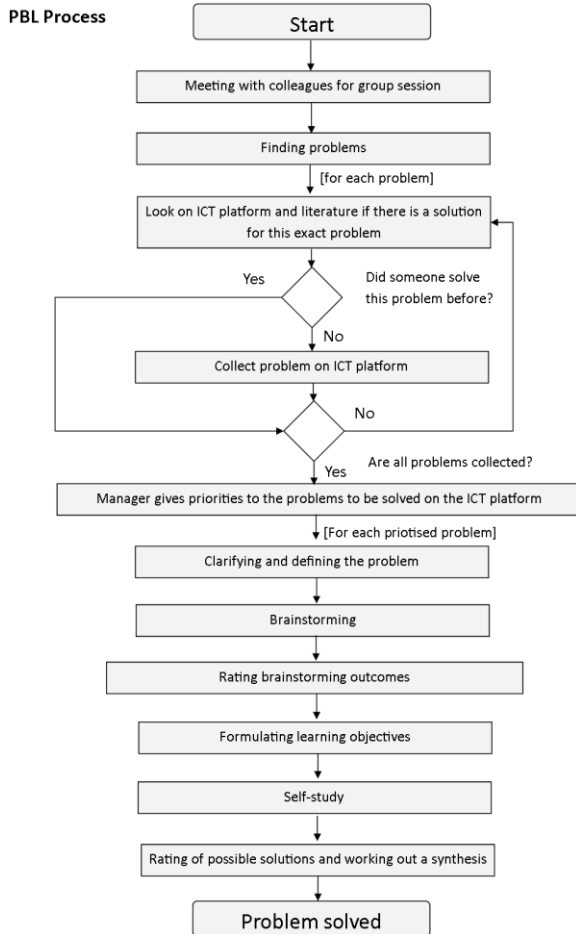 PBL Process
Start
Meeting with colleagues for group session
Finding problems
[for each problem]
Look on ICT platform and literature if there is a solution
for this exact problem
Yes
Did someone solve
this problem before?
No
Collect problem on ICT platform
No
Are all problems collected?
Yes
Manager gives priorities to the problems to be solved on the ICT platform
[For each priotised problem]
Clarifying and defining the problem
Brainstorming
Rating brainstorming outcomes
Formulating learning objectives
Self-study
Rating of possible solutions and working out a synthesis
Problem solved